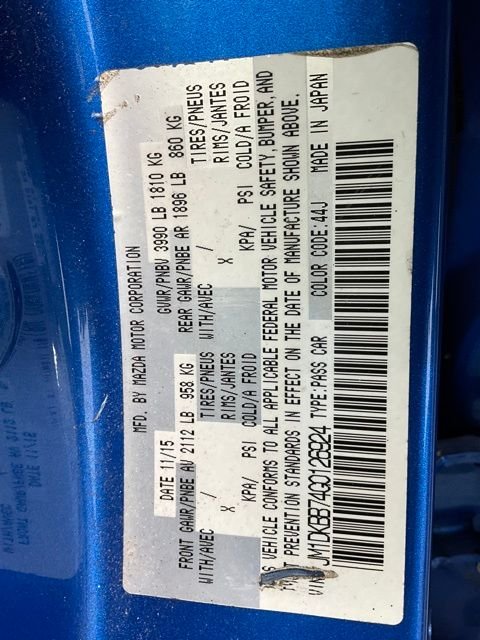 MFD. BY MAZDA MOTOR CORPORATION
DATE 11/15 GVWR/PNBV 3990 LB 1810 KG
FRONT GAWR/PNBE AV 2112 LB 958 KG REAR GAWR/PNBE AR 1896 LB 860 KG
TIRES/PNEUS TIRES/PNEUS
WITH/AVEC / RIMS/JANTES WITH/AVEC / RIMS/JANTES
X X
KPA/ PSI COLD/A FROID KPA/ PSI COLD/A FROID
VEHICLE CONFORMS TO ALL APPLICABLE FEDERAL MOTOR VEHICLE SAFETY, BUMPER, AND
PREVENTION STANDARDS IN EFFECT ON THE DATE OF MANUFACTURE SHOWN ABOVE.
VIN: JM1DKBB74G0126924 TYPE:PASS CAR COLOR CODE:44J MADE IN JAPAN